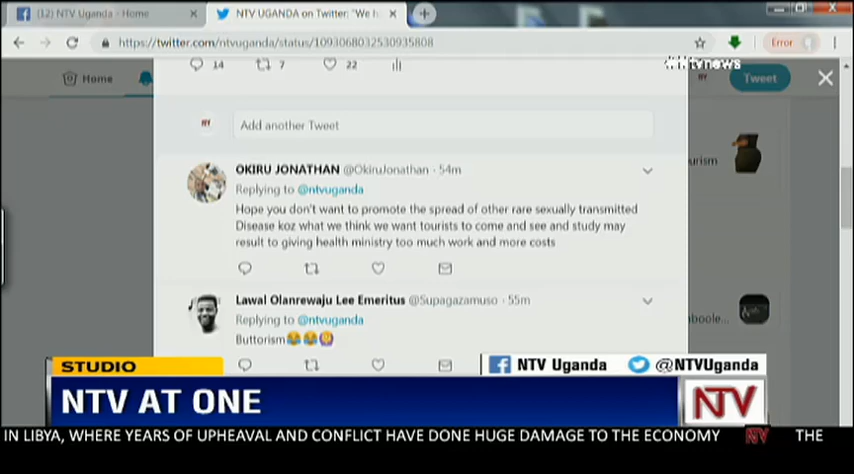 (12) NTV Uganda - Home
NTV UGANDA on Twitter: "We h
https://twitter.com/ntvuganda/status/1093068032530935808
Error
#Ntvnews
Home
14 7 22
Tweet
NTV
Add another Tweet
urism
OKIRU JONATHAN @OkiruJonathan · 54m
Replying to @ntvuganda
Hope you don't want to promote the spread of other rare sexually transmitted
Disease koz what we think we want tourists to come and see and study may
result to giving health ministry too much work and more costs
Lawal Olanrewaju Lee Emeritus @Supagazamuso · 55m
Replying to @ntvuganda
Buttorism😂😂🤷
boole...
STUDIO
NTV Uganda @NTVUganda
NTV AT ONE
NTV
IN LIBYA, WHERE YEARS OF UPHEAVAL AND CONFLICT HAVE DONE HUGE DAMAGE TO THE ECONOMY NTV THE